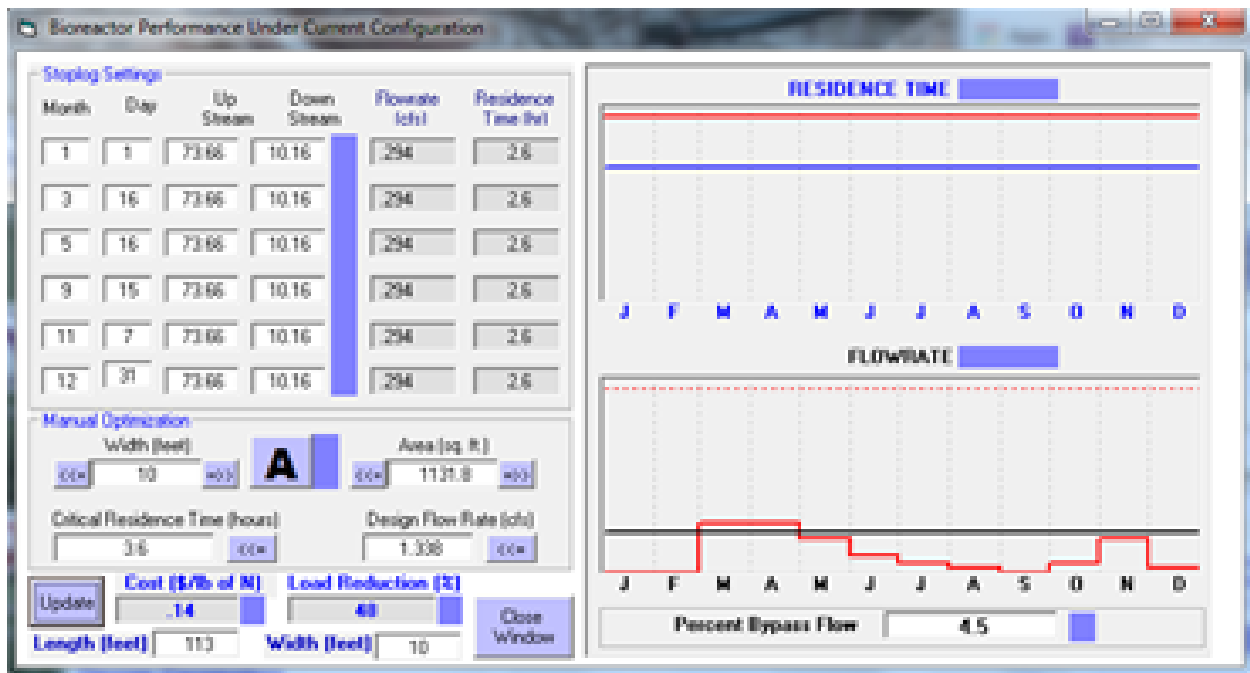 Bioreactor Performance Under Current Configuration
Stoplog Settings
Month Day Up Stream Down Stream Flowrate (cfs) Residence Time (hr)
1 1 73.66 10.16 .294 2.6
3 16 73.66 10.16 .294 2.6
5 16 73.66 10.16 .294 2.6
9 15 73.66 10.16 .294 2.6
11 7 73.66 10.16 .294 2.6
12 31 73.66 10.16 .294 2.6
Manual Optimization
Width (feet) A Area (sq. ft.)
<<= 10 =>> <<= 1131.8 =>>
Critical Residence Time (hours) Design Flow Rate (cfs)
3.6 <<= 1.338 <<=
Update Cost ($/lb of N) Load Reduction (%)
.14 48 Close Window
Length (feet) 113 Width (feet) 10
RESIDENCE TIME
J F M A M J J A S O N D
FLOWRATE
J F M A M J J A S O N D
Percent Bypass Flow 4.5